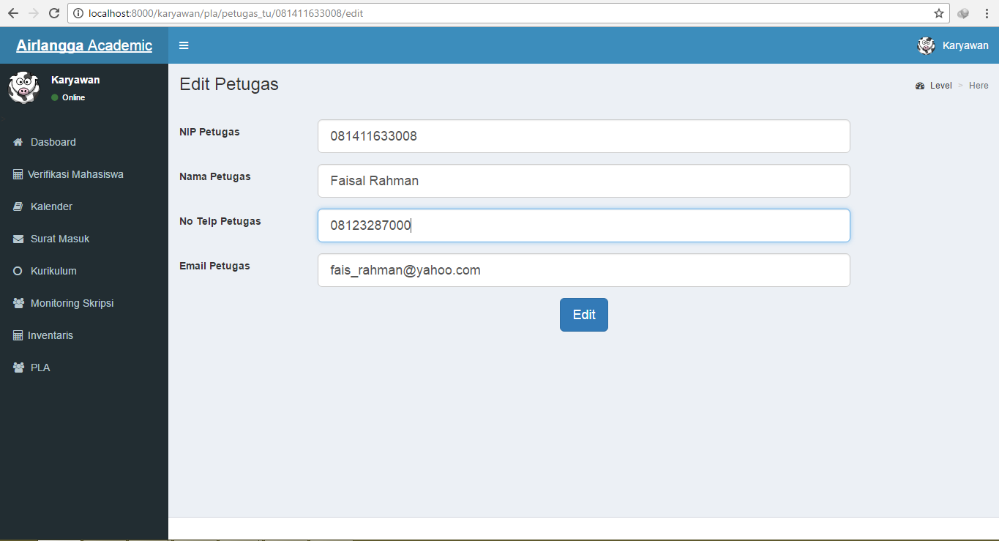 localhost:8000/karyawan/pla/petugas_tu/081411633008/edit
Airlangga Academic
Karyawan
Karyawan
Online
Edit Petugas
Level > Here
Dasboard
Verifikasi Mahasiswa
Kalender
Surat Masuk
Kurikulum
Monitoring Skripsi
Inventaris
PLA
NIP Petugas 081411633008
Nama Petugas Faisal Rahman
No Telp Petugas 08123287000
Email Petugas fais_rahman@yahoo.com
Edit